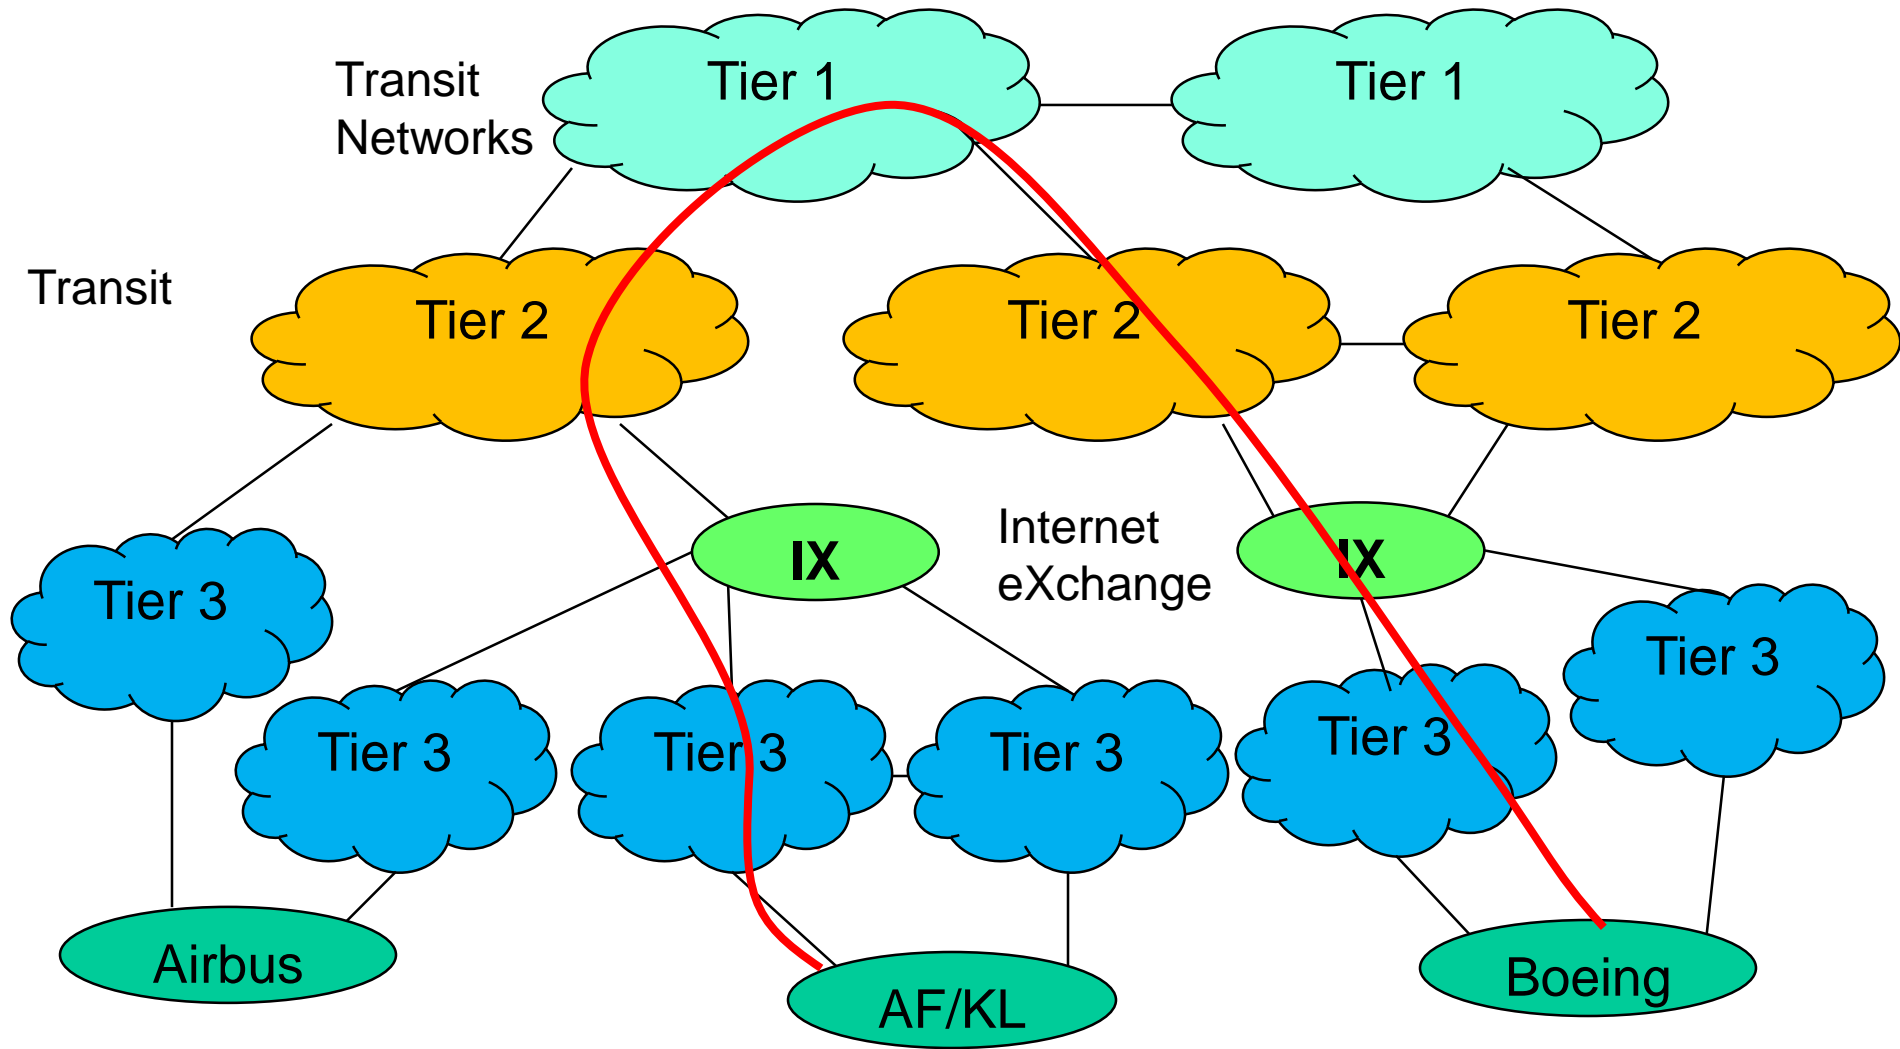 Transit
Networks
Tier 1
Tier 1
Transit
Tier 2
Tier 2
Tier 2
Internet
eXchange
IX
IX
Tier 3
Tier 3
Tier 3
Tier 3
Tier 3
Tier 3
Airbus
AF/KL
Boeing